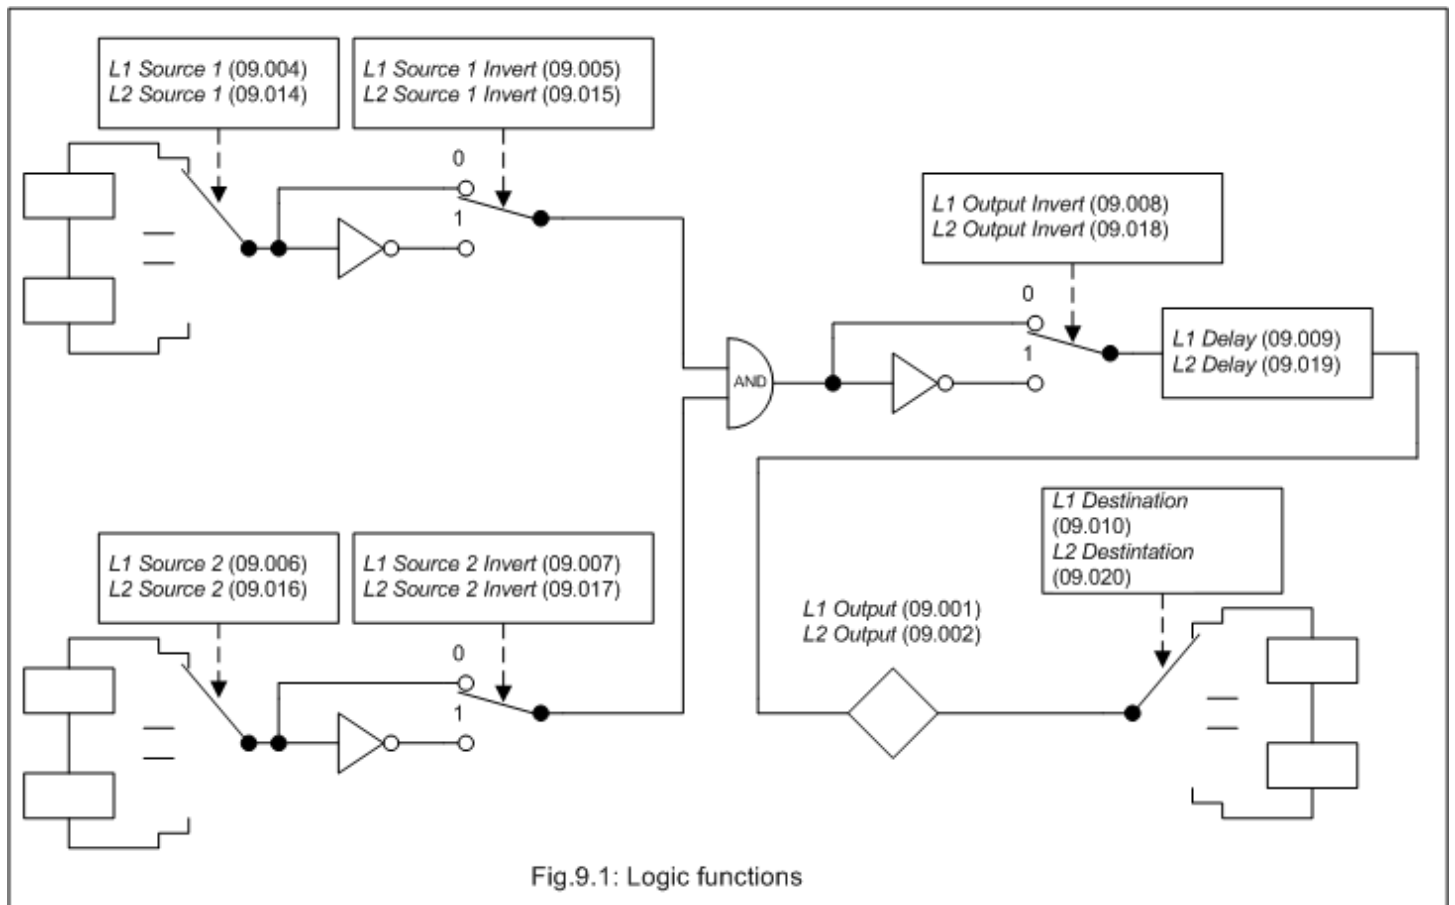 L1 Source 1 (09.004)
L2 Source 1 (09.014)
L1 Source 1 Invert (09.005)
L2 Source 1 Invert (09.015)
0
1
L1 Output Invert (09.008)
L2 Output Invert (09.018)
0
1
L1 Delay (09.009)
L2 Delay (09.019)
AND
L1 Source 2 (09.006)
L2 Source 2 (09.016)
L1 Source 2 Invert (09.007)
L2 Source 2 Invert (09.017)
0
1
L1 Destination
(09.010)
L2 Destintation
(09.020)
L1 Output (09.001)
L2 Output (09.002)
Fig.9.1: Logic functions